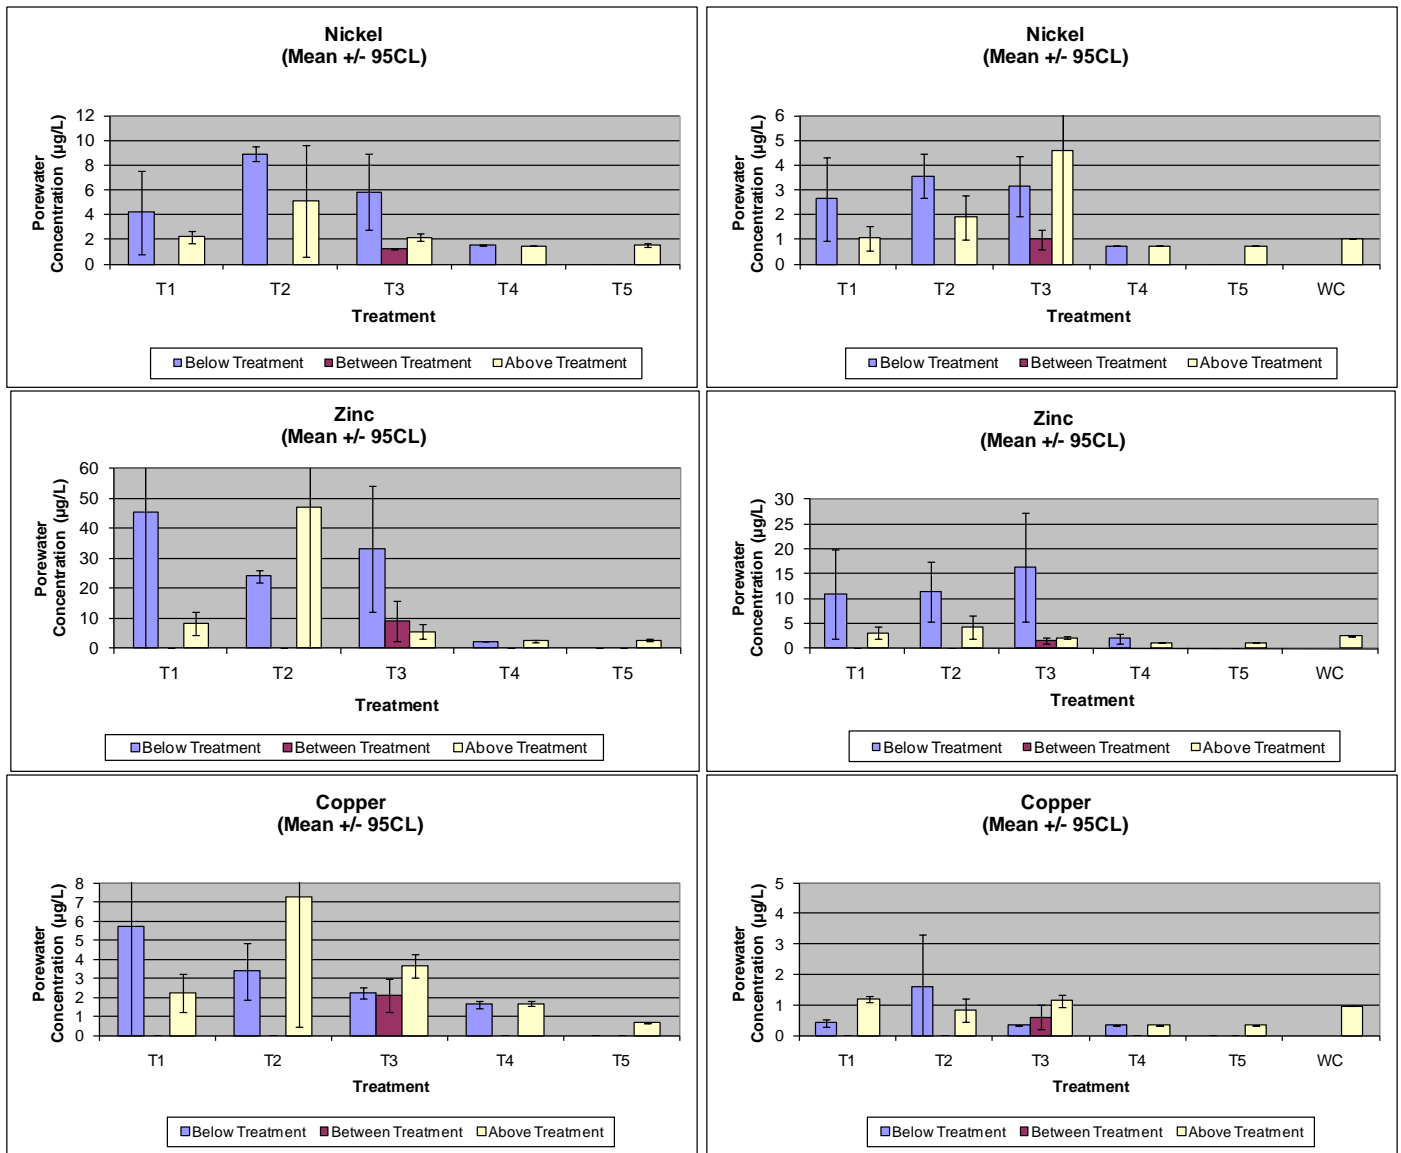 Nickel
(Mean +/- 95CL)
Porewater
Concentration (µg/L)
12
10
8
6
4
2
0
T1 T2 T3 T4 T5
Treatment
Below Treatment Between Treatment Above Treatment
Nickel
(Mean +/- 95CL)
Porewater
Concentration (µg/L)
6
5
4
3
2
1
0
T1 T2 T3 T4 T5 WC
Treatment
Below Treatment Between Treatment Above Treatment
Zinc
(Mean +/- 95CL)
Porewater
Concentration (µg/L)
60
50
40
30
20
10
0
T1 T2 T3 T4 T5
Treatment
Below Treatment Between Treatment Above Treatment
Zinc
(Mean +/- 95CL)
Porewater
Concentration (µg/L)
30
25
20
15
10
5
0
T1 T2 T3 T4 T5 WC
Treatment
Below Treatment Between Treatment Above Treatment
Copper
(Mean +/- 95CL)
Porewater
Concentration (µg/L)
8
7
6
5
4
3
2
1
0
T1 T2 T3 T4 T5
Treatment
Below Treatment Between Treatment Above Treatment
Copper
(Mean +/- 95CL)
Porewater
Concentration (µg/L)
5
4
3
2
1
0
T1 T2 T3 T4 T5 WC
Treatment
Below Treatment Between Treatment Above Treatment